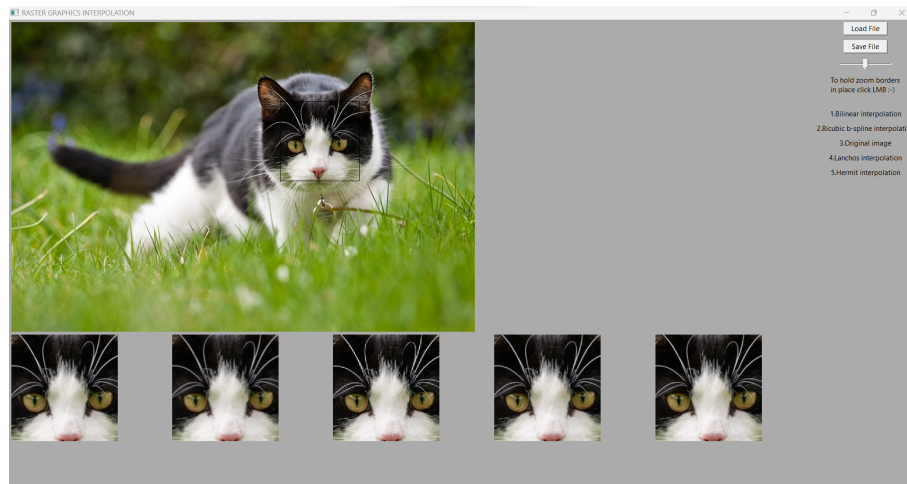 RASTER GRAPHICS INTERPOLATION
Load File
Save File
To hold zoom borders
in place click LMB :-)
1.Bilinear interpolation
2.Bicubic b-spline interpolati
3.Original image
4.Lanchos interpolation
5.Hermit interpolation